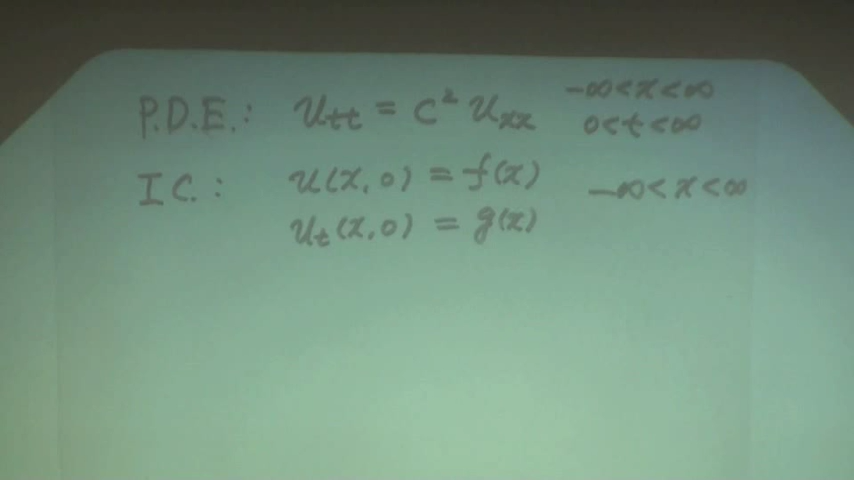 P.D.E.: u_tt = c² u_xx -∞<x<∞
0<t<∞
I C.: u(x,0) = f(x) -∞<x<∞
u_t(x,0) = g(x)